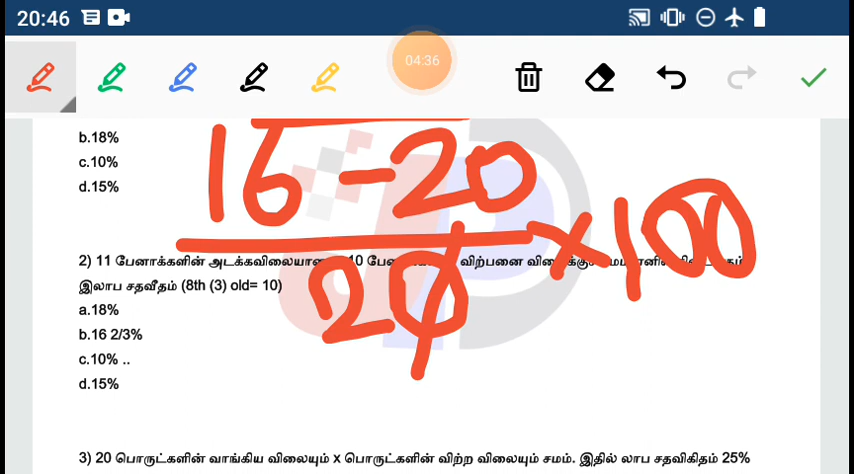 20:46
04:36
b.18%
c.10%
d.15%
16 - 20
20 × 100
2) 11 பேனாக்களின் அடக்கவிலையானது 10 விற்பனை
இலாப சதவீதம் (8th (3) old= 10)
a.18%
b.16 2/3%
c.10% ..
d.15%
3) 20 பொருட்களின் வாங்கிய விலையும் x பொருட்களின் விற்ற விலையும் சமம். இதில் லாப சதவிகிதம் 25%